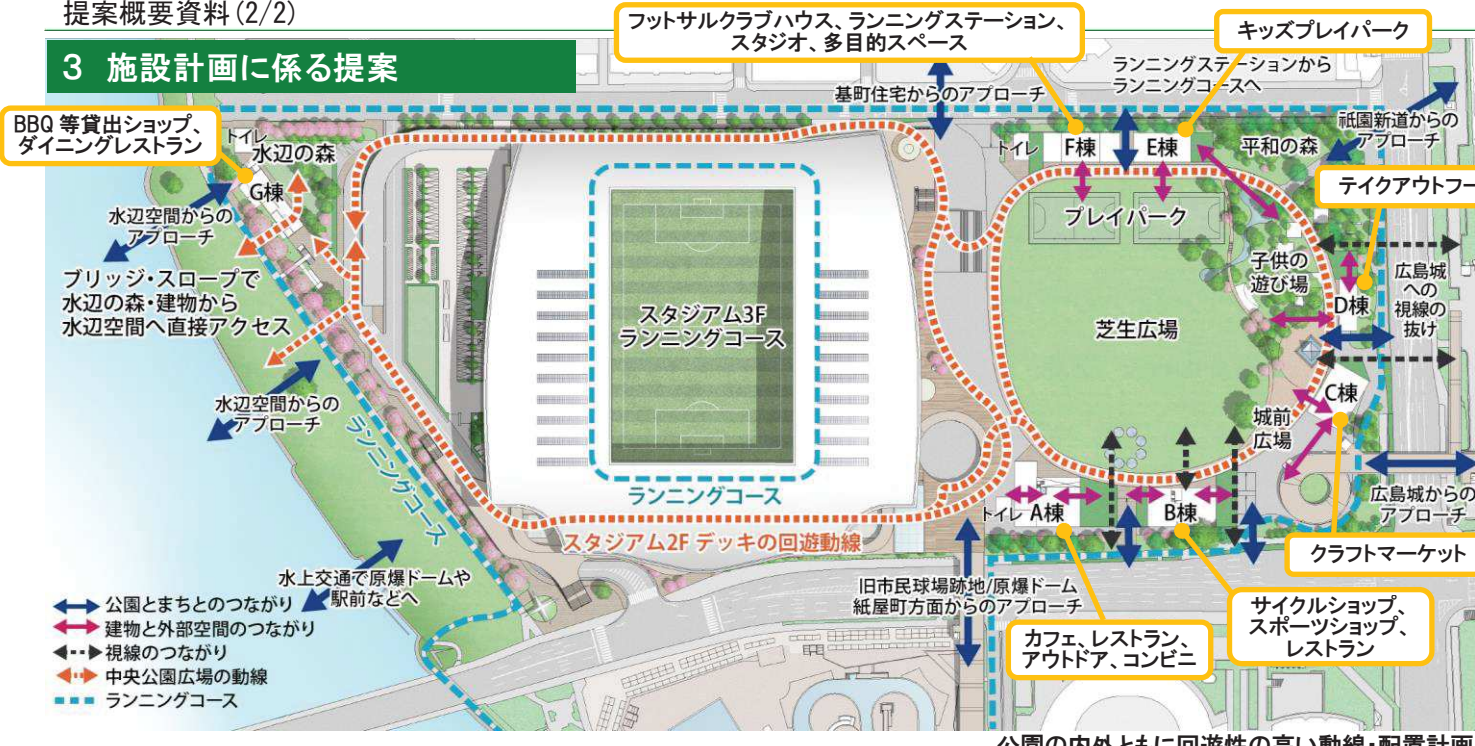 提案概要資料(2/2)
3 施設計画に係る提案
フットサルクラブハウス、ランニングステーション、
スタジオ、多目的スペース
キッズプレイパーク
ランニングステーションから
ランニングコースへ
基町住宅からのアプローチ
祇園新道からの
アプローチ
BBQ 等貸出ショップ、
ダイニングレストラン
トイレ
水辺の森
G棟
トイレ
F棟
E棟
平和の森
テイクアウトフー
水辺空間からの
アプローチ
プレイパーク
ブリッジ・スロープで
水辺の森・建物から
水辺空間へ直接アクセス
子供の
遊び場
広島城
への
視線の
抜け
D棟
スタジアム3F
ランニングコース
芝生広場
水辺空間からの
アプローチ
ランニングコース
C棟
城前
広場
ランニングコース
トイレ
A棟
B棟
広島城からの
アプローチ
スタジアム2F デッキの回遊動線
クラフトマーケット
水上交通で原爆ドームや
駅前などへ
旧市民球場跡地/原爆ドーム
紙屋町方面からのアプローチ
カフェ、レストラン、
アウトドア、コンビニ
サイクルショップ、
スポーツショップ、
レストラン
公園とまちとのつながり
建物と外部空間のつながり
視線のつながり
中央公園広場の動線
ランニングコース
公園の内外ともに回遊性の高い動線・配置計画